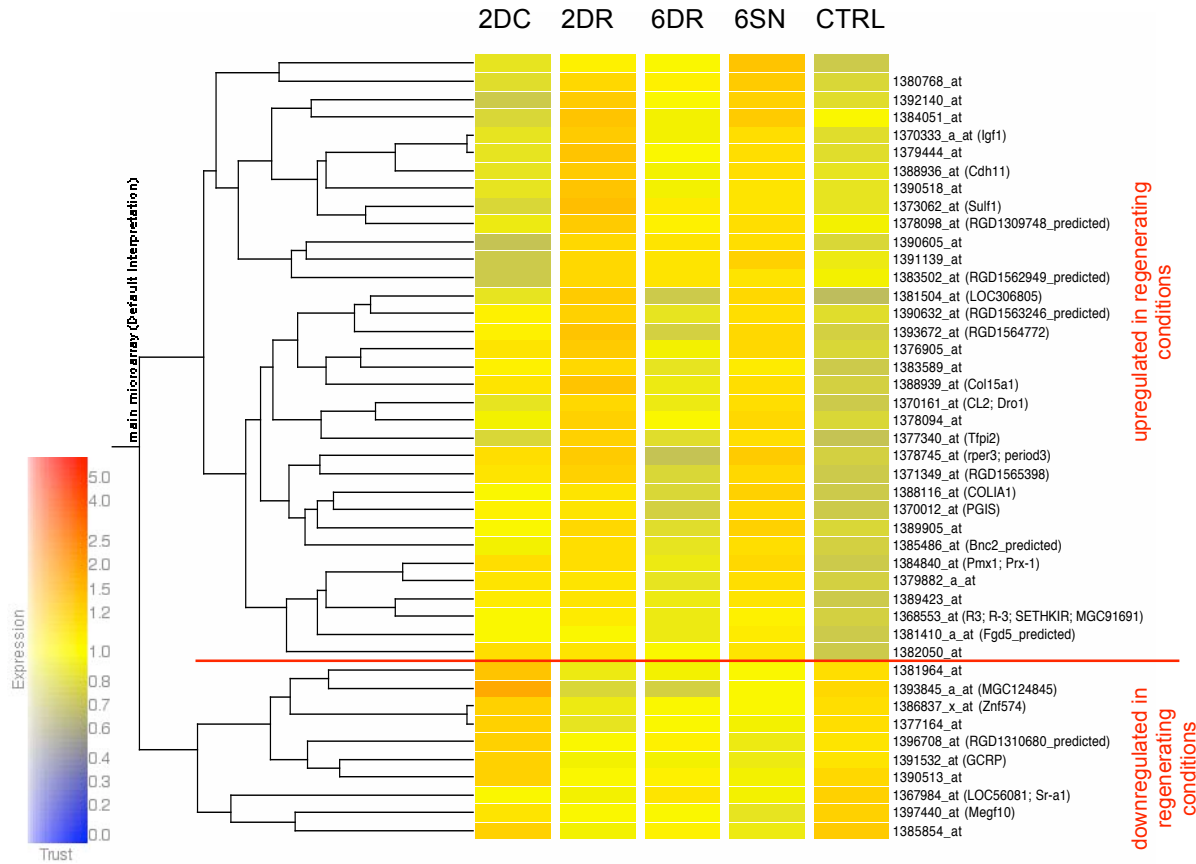 2DC 2DR 6DR 6SN CTRL
main microarray (Default Interpretation)
1380768_at
1392140_at
1384051_at
1370333_a_at (Igf1)
1379444_at
1388936_at (Cdh11)
1390518_at
1373062_at (Sulf1)
1378098_at (RGD1309748_predicted)
1390605_at
1391139_at
1383502_at (RGD1562949_predicted)
1381504_at (LOC306805)
1390632_at (RGD1563246_predicted)
1393672_at (RGD1564772)
1376905_at
1383589_at
1388939_at (Col15a1)
1370161_at (CL2; Dro1)
1378094_at
1377340_at (Tfpi2)
1378745_at (rper3; period3)
1371349_at (RGD1565398)
1388116_at (COLIA1)
1370012_at (PGIS)
1389905_at
1385486_at (Bnc2_predicted)
1384840_at (Pmx1; Prx-1)
1379882_a_at
1389423_at
1368553_at (R3; R-3; SETHKIR; MGC91691)
1381410_a_at (Fgd5_predicted)
1382050_at
1381964_at
1393845_a_at (MGC124845)
1386837_x_at (Znf574)
1377164_at
1396708_at (RGD1310680_predicted)
1391532_at (GCRP)
1390513_at
1367984_at (LOC56081; Sr-a1)
1397440_at (Megf10)
1385854_at
upregulated in regenerating
conditions
downregulated in
regenerating
conditions
Expression
5.0
4.0
2.5
2.0
1.5
1.2
1.0
0.8
0.7
0.6
0.4
0.3
0.2
0.0
Trust